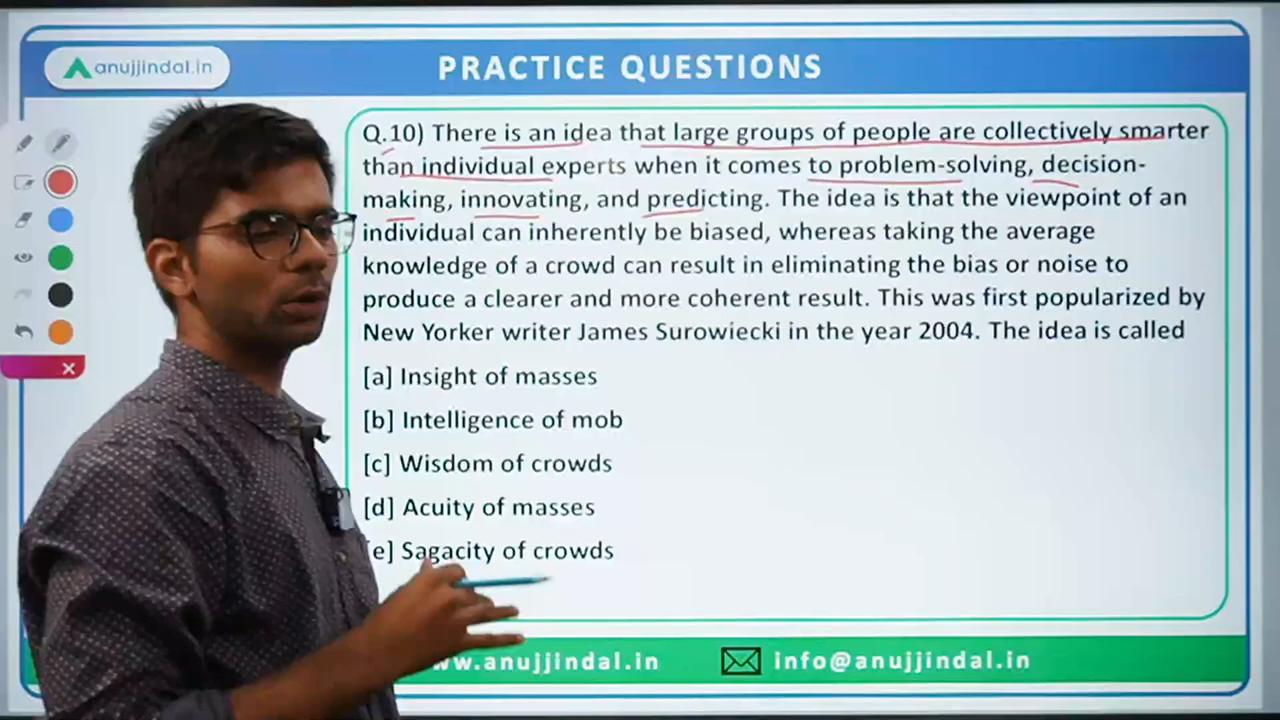 anujjindal.in
PRACTICE QUESTIONS
Q.10) There is an idea that large groups of people are collectively smarter
than individual experts when it comes to problem-solving, decision-
making, innovating, and predicting. The idea is that the viewpoint of an
individual can inherently be biased, whereas taking the average
knowledge of a crowd can result in eliminating the bias or noise to
produce a clearer and more coherent result. This was first popularized by
New Yorker writer James Surowiecki in the year 2004. The idea is called
[a] Insight of masses
[b] Intelligence of mob
[c] Wisdom of crowds
[d] Acuity of masses
e] Sagacity of crowds
ww.anujjindal.in
info@anujjindal.in